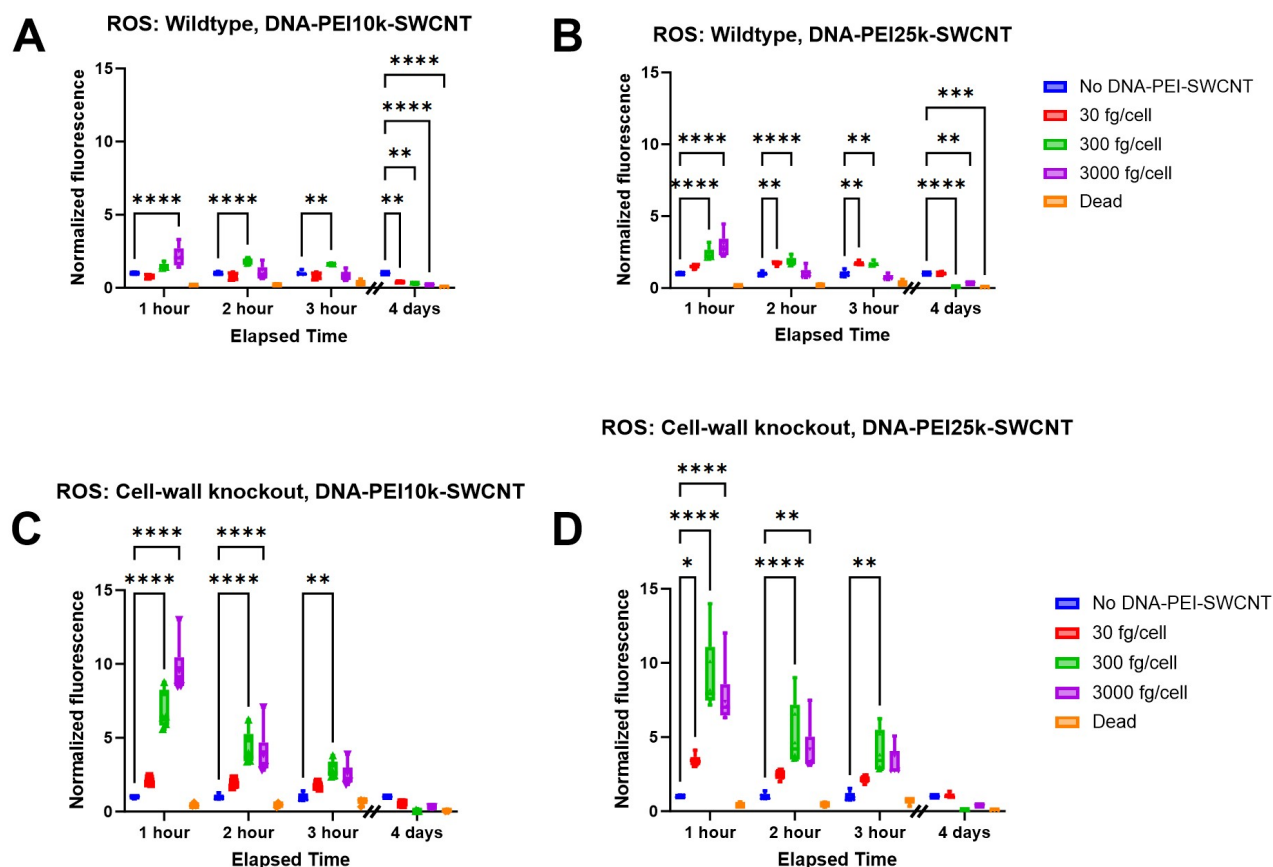 A
ROS: Wildtype, DNA-PEI10k-SWCNT
Normalized fluorescence
15
10
5
0
****
****
**
**
****
****
**
****
1 hour
2 hour
3 hour
4 days
Elapsed Time
B
ROS: Wildtype, DNA-PEI25k-SWCNT
Normalized fluorescence
15
10
5
0
****
****
****
**
**
**
***
**
****
1 hour
2 hour
3 hour
4 days
Elapsed Time
No DNA-PEI-SWCNT
30 fg/cell
300 fg/cell
3000 fg/cell
Dead
C
ROS: Cell-wall knockout, DNA-PEI10k-SWCNT
Normalized fluorescence
15
10
5
0
****
****
****
****
**
1 hour
2 hour
3 hour
4 days
Elapsed Time
D
ROS: Cell-wall knockout, DNA-PEI25k-SWCNT
Normalized fluorescence
15
10
5
0
****
****
*
**
****
**
1 hour
2 hour
3 hour
4 days
Elapsed Time
No DNA-PEI-SWCNT
30 fg/cell
300 fg/cell
3000 fg/cell
Dead